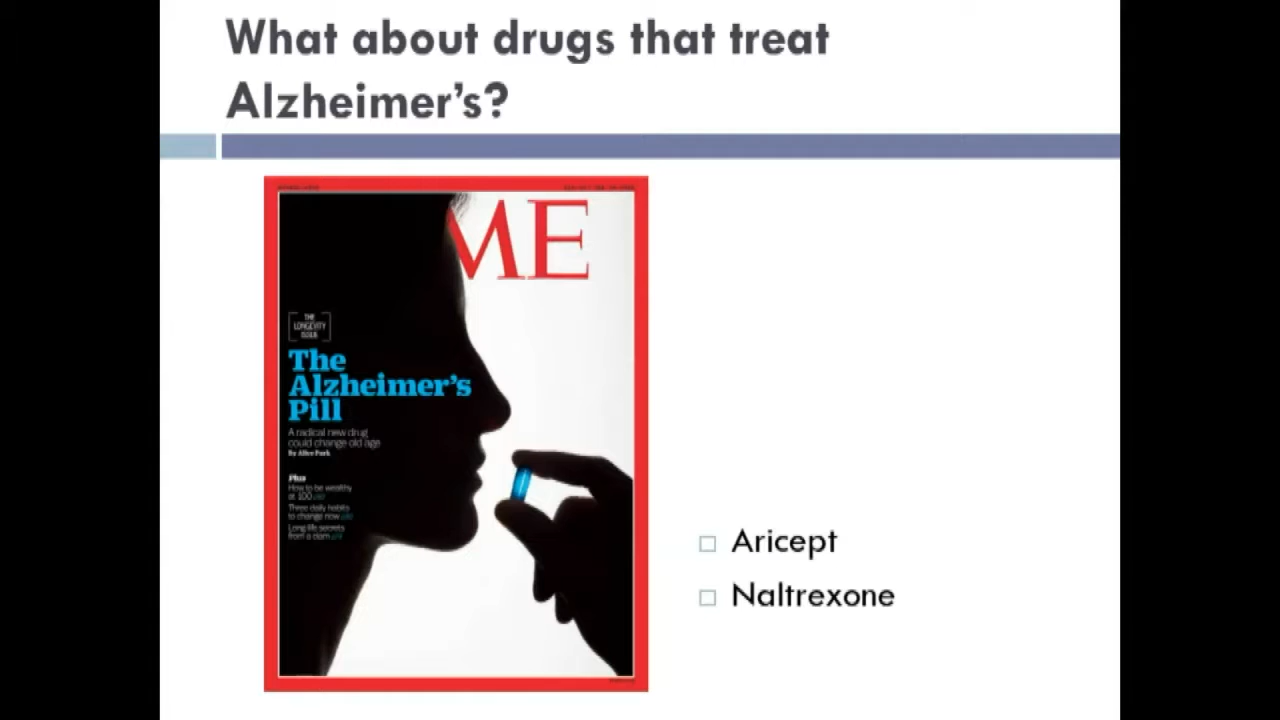 What about drugs that treat
Alzheimer's?
ME
THE
LONGEVITY
ISSUE
The
Alzheimer's
Pill
A radical new drug
could change old age
By Alice Park
Plus
How to be wealthy
at 100
Three daily habits
to change now
Long-life secrets
from a clam
Aricept
Naltrexone